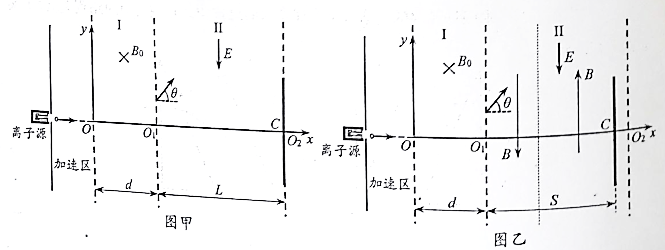 I II
y
×B₀ E
θ
离子源
O O₁ C O₂ x
加速区
d L
图甲
I II
y
×B₀ E B
θ
离子源
O O₁ B C O₂ x
加速区
d S
图乙